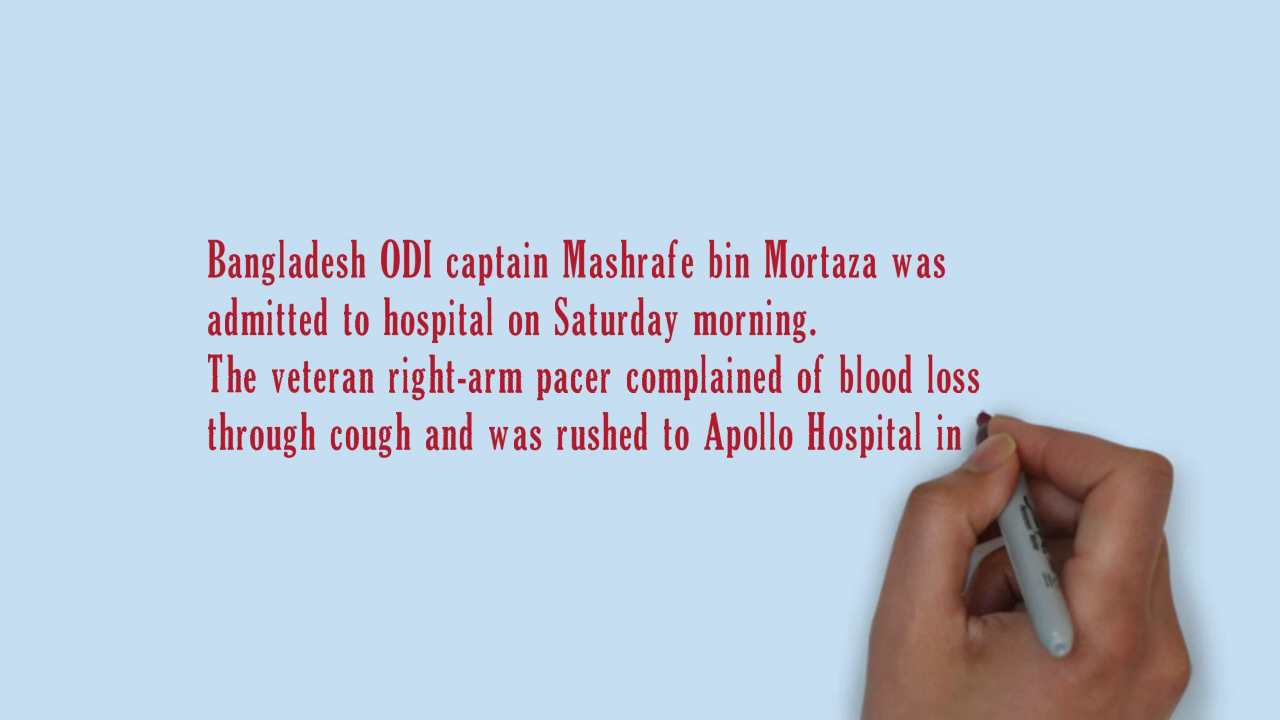 Bangladesh ODI captain Mashrafe bin Mortaza was
admitted to hospital on Saturday morning.
The veteran right-arm pacer complained of blood loss
through cough and was rushed to Apollo Hospital in